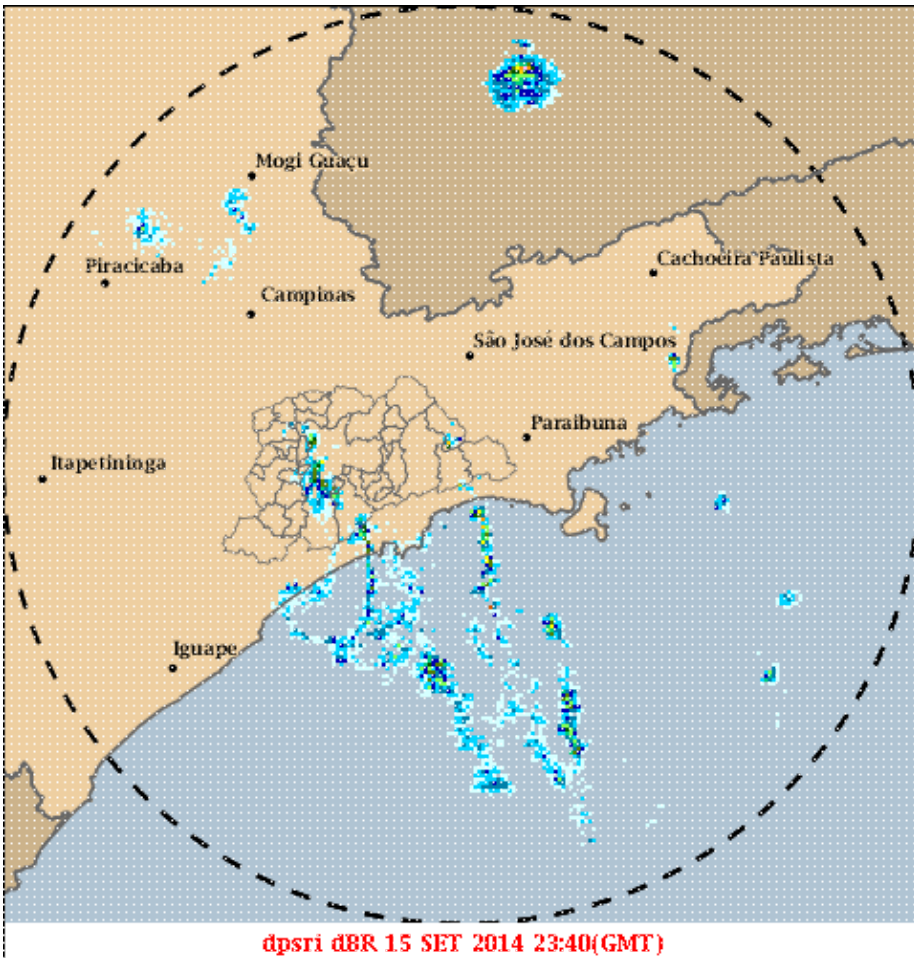 Mogi Guaçu
Piracicaba
Cachoeira Paulista
Campinas
São José dos Campos
Paraibuna
Itapetininga
Iguape
dpsri dBR 15 SET 2014 23:40(GMT)